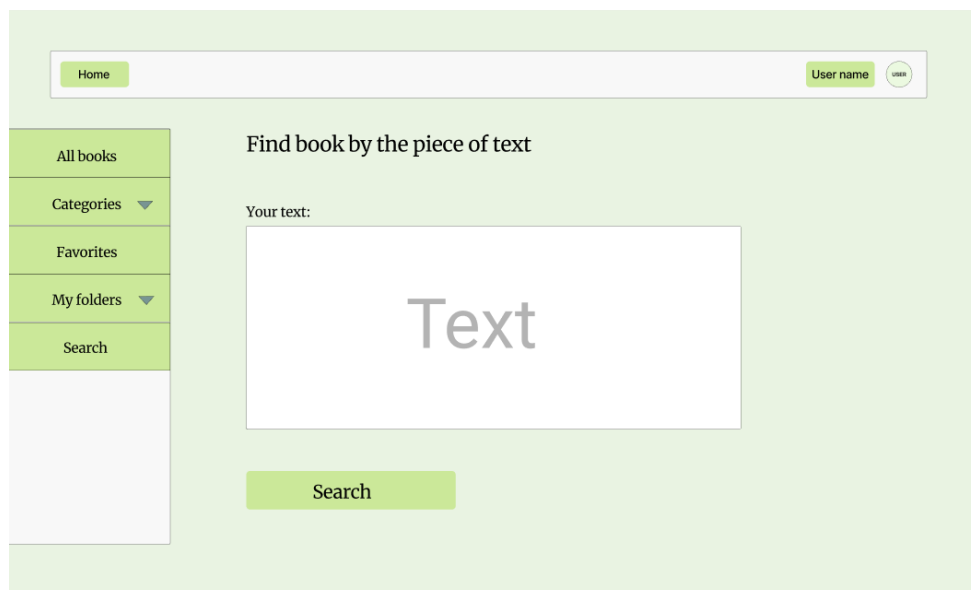 Home
User name
USER
All books
Categories
Favorites
My folders
Search
Find book by the piece of text
Your text:
Text
Search